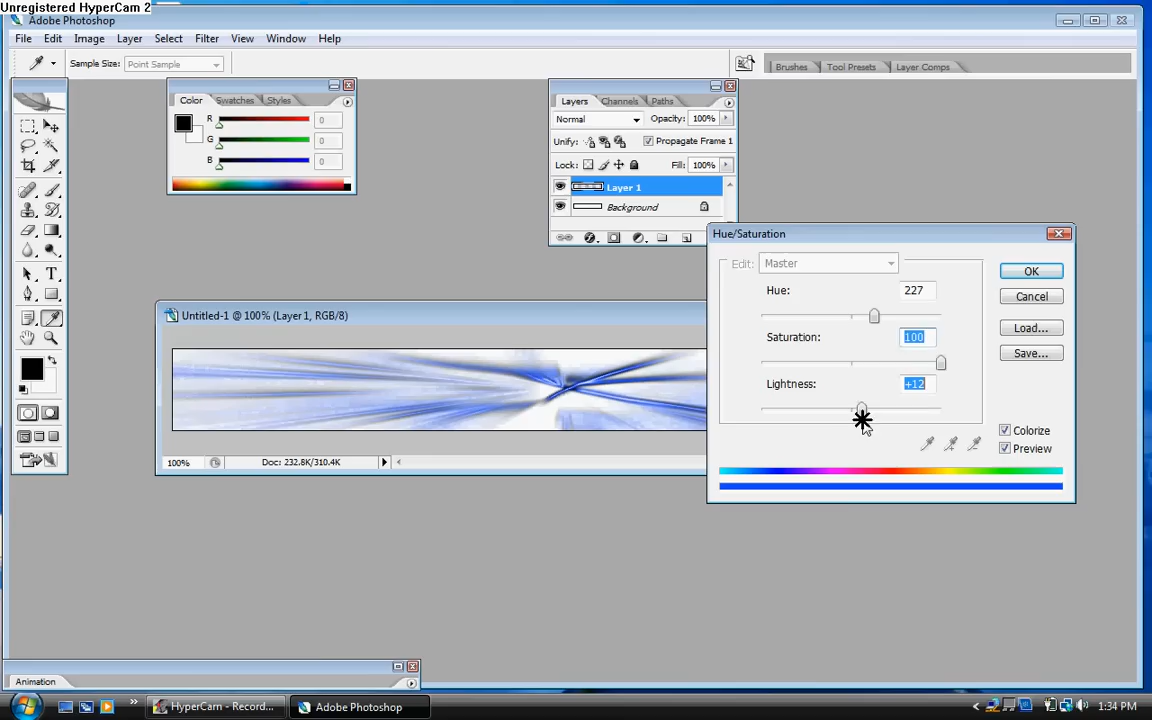 Unregistered HyperCam 2
Adobe Photoshop
File Edit Image Layer Select Filter View Window Help
Sample Size: Point Sample
Brushes Tool Presets Layer Comps
Color Swatches Styles
R 0
G 0
B 0
Layers Channels Paths
Normal Opacity: 100%
Unify: Propagate Frame 1
Lock: Fill: 100%
Layer 1
Background
Hue/Saturation
Edit: Master
Hue: 227
Saturation: 100
Lightness: +12
OK
Cancel
Load...
Save...
Colorize
Preview
Untitled-1 @ 100% (Layer 1, RGB/8)
100% Doc: 232.8K/310.4K
Animation
HyperCam - Record...
Adobe Photoshop
1:34 PM